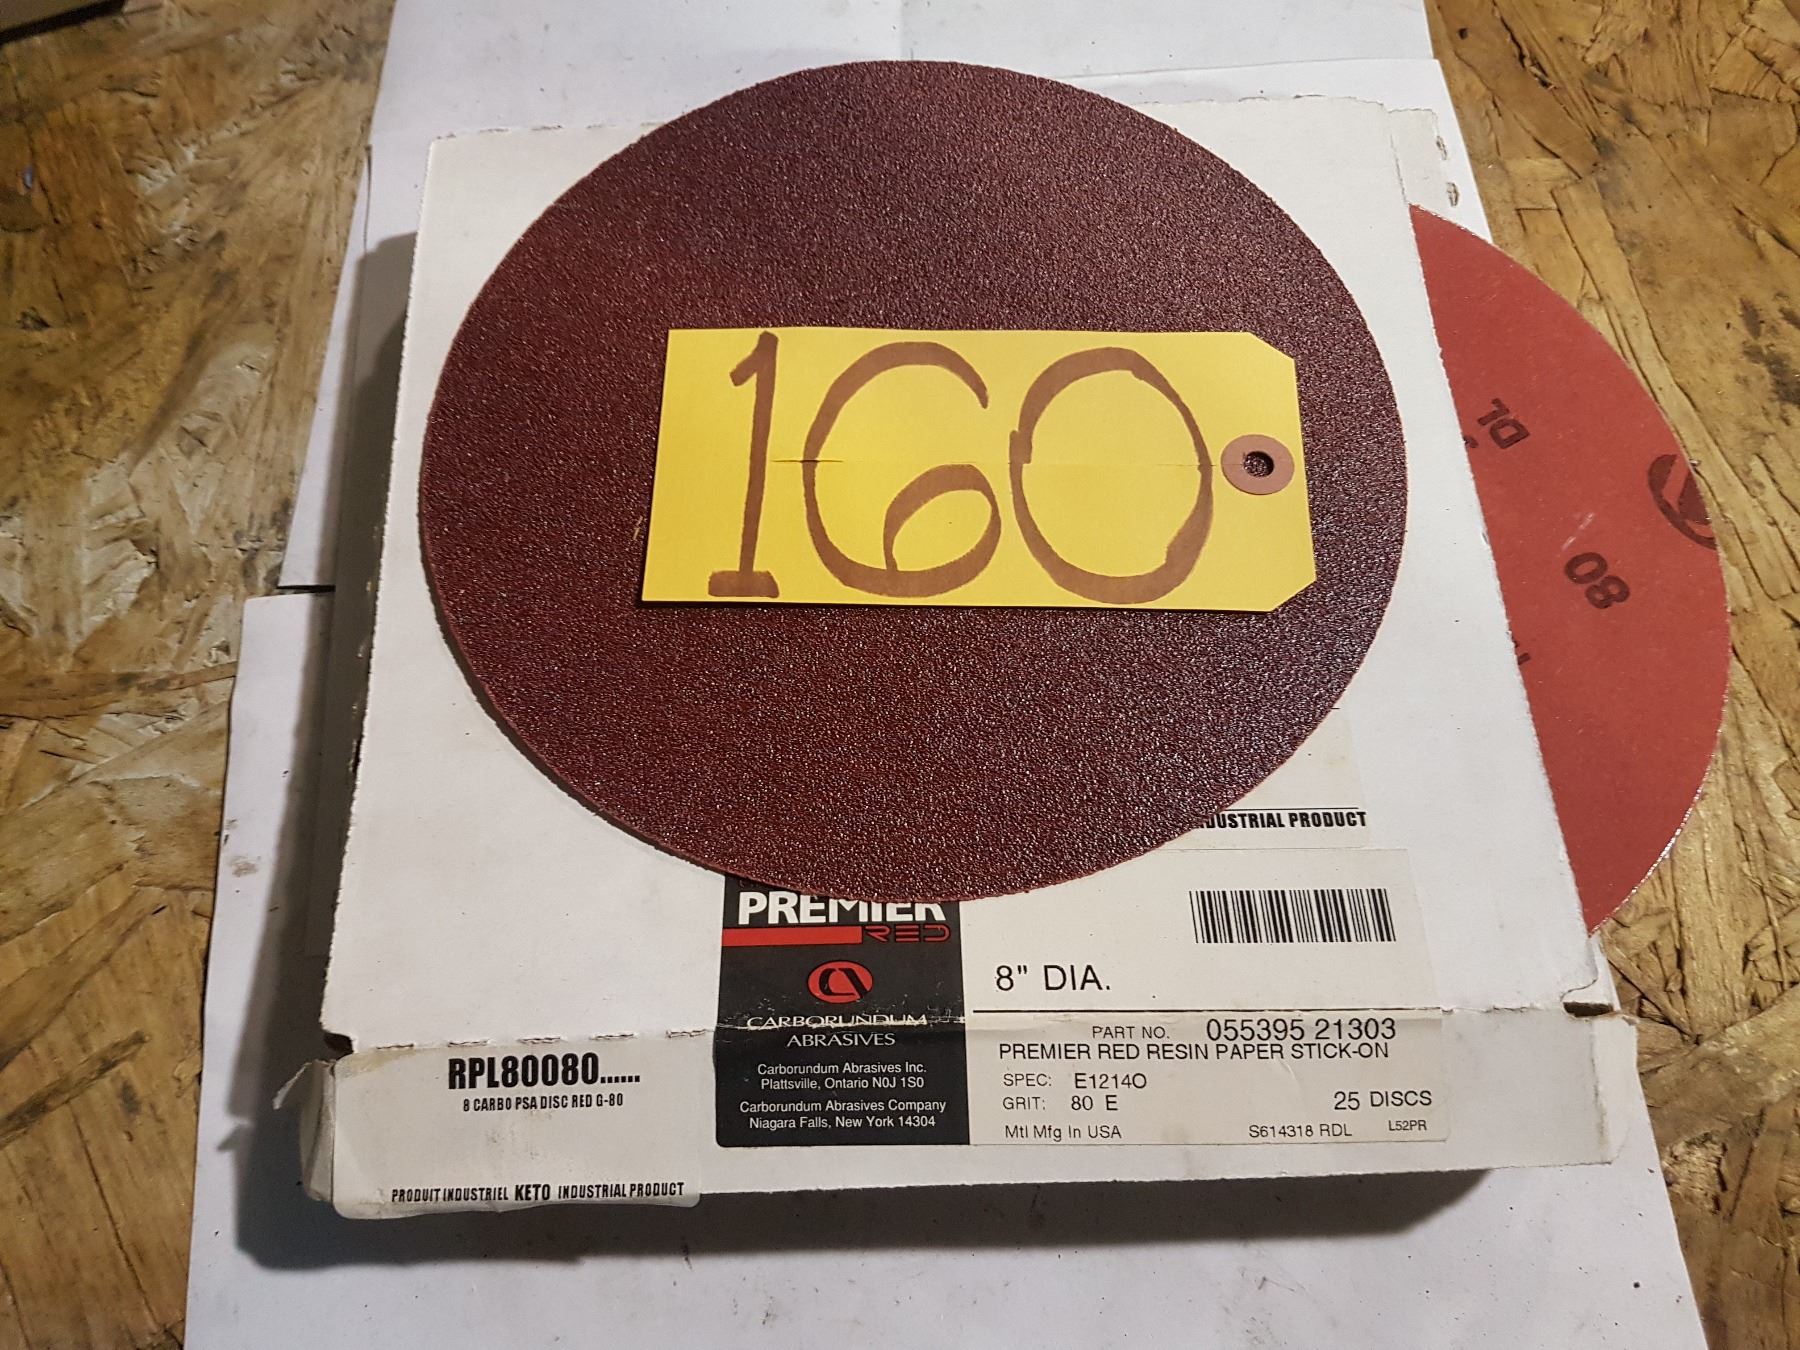 160
DL
80
DUSTRIAL PRODUCT
PREMIER
RED
CARBORUNDUM
ABRASIVES
Carborundum Abrasives Inc.
Plattsville, Ontario N0J 1S0
Carborundum Abrasives Company
Niagara Falls, New York 14304
8" DIA.
PART NO. 055395 21303
PREMIER RED RESIN PAPER STICK-ON
SPEC: E1214O
GRIT: 80 E 25 DISCS
Mtl Mfg In USA S614318 RDL L52PR
RPL80080......
8 CARBO PSA DISC RED G-80
PRODUIT INDUSTRIEL KETO INDUSTRIAL PRODUCT